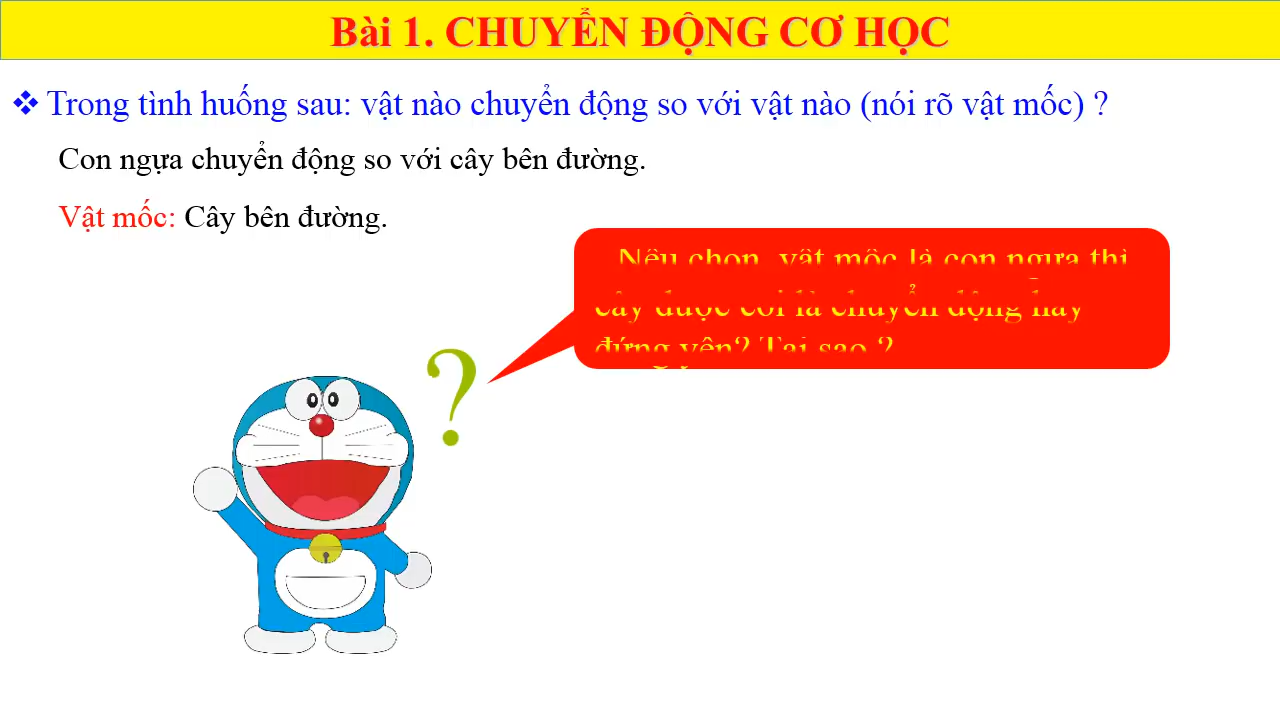 Bài 1. CHUYỂN ĐỘNG CƠ HỌC
❖ Trong tình huống sau: vật nào chuyển động so với vật nào (nói rõ vật mốc) ?
Con ngựa chuyển động so với cây bên đường.
Vật mốc: Cây bên đường.
Nếu chọn vật mốc là con ngựa thì
cây được coi là chuyển động hay
đứng yên? Tại sao ?
?